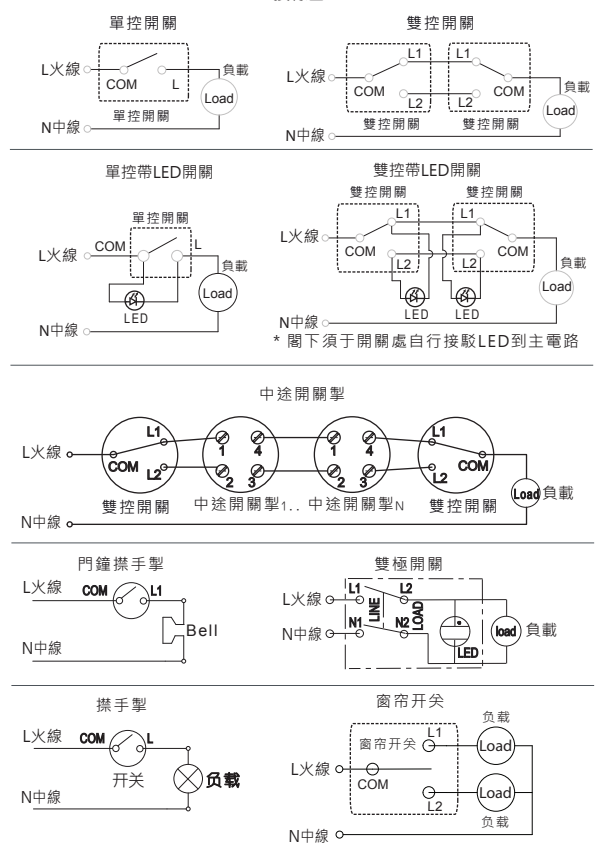 單控開關
L火線
COM
L
負載
Load
單控開關
N中線
雙控開關
L1
L1
L火線
COM
COM
負載
Load
L2
L2
雙控開關
雙控開關
N中線
單控帶LED開關
單控開關
L火線
COM
L
負載
Load
LED
N中線
雙控帶LED開關
雙控開關
雙控開關
L1
L1
L火線
COM
COM
負載
L2
L2
Load
LED
LED
N中線
* 閣下須于開關處自行接駁LED到主電路
中途開關掣
L1
1
4
1
4
L1
L火線
COM
COM
L2
2
3
2
3
L2
Load
負載
雙控開關
中途開關掣1..
中途開關掣N
雙控開關
N中線
門鐘襟手掣
L火線
COM
L1
Bell
N中線
雙極開關
L1
L2
L火線
LINE
LOAD
N1
N2
N中線
load
負載
LED
襟手掣
L火線
COM
L
开关
负载
N中線
窗帘开关
负载
L1
窗帘开关
Load
L火線
COM
Load
L2
负载
N中線